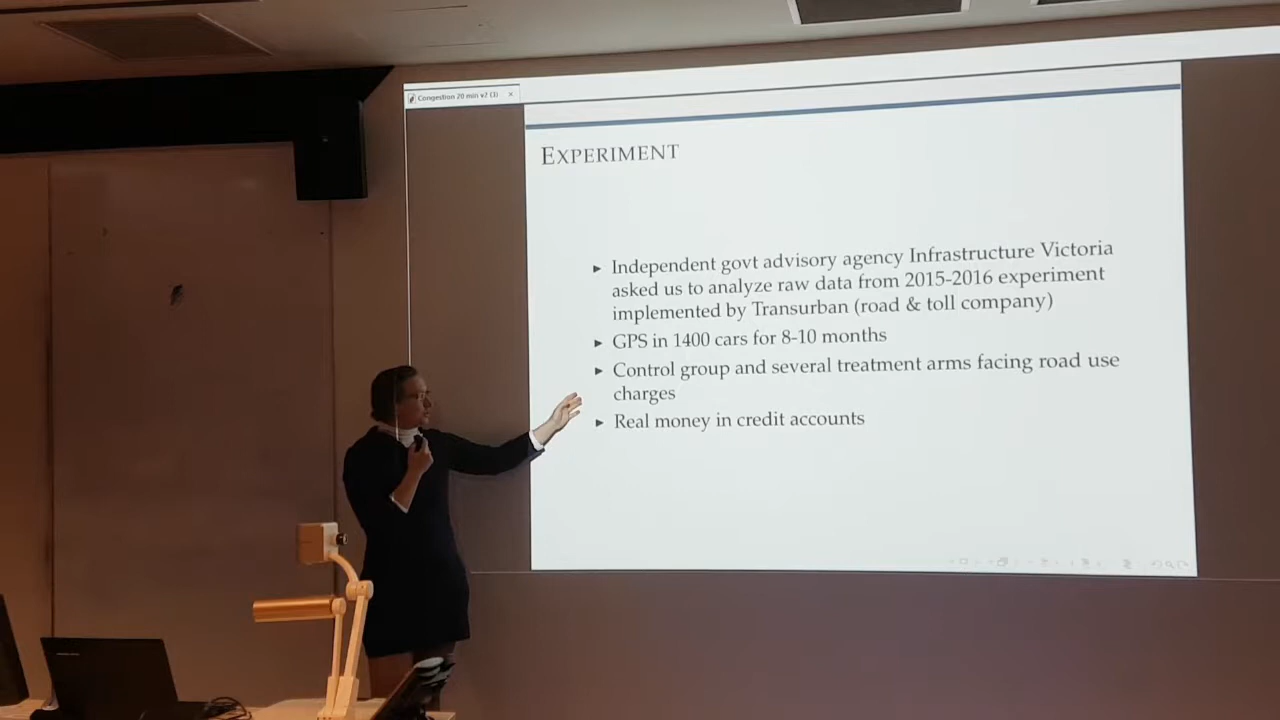 Congestion 20 min v2 (3) ×
EXPERIMENT
► Independent govt advisory agency Infrastructure Victoria
asked us to analyze raw data from 2015-2016 experiment
implemented by Transurban (road & toll company)
► GPS in 1400 cars for 8-10 months
► Control group and several treatment arms facing road use
charges
► Real money in credit accounts